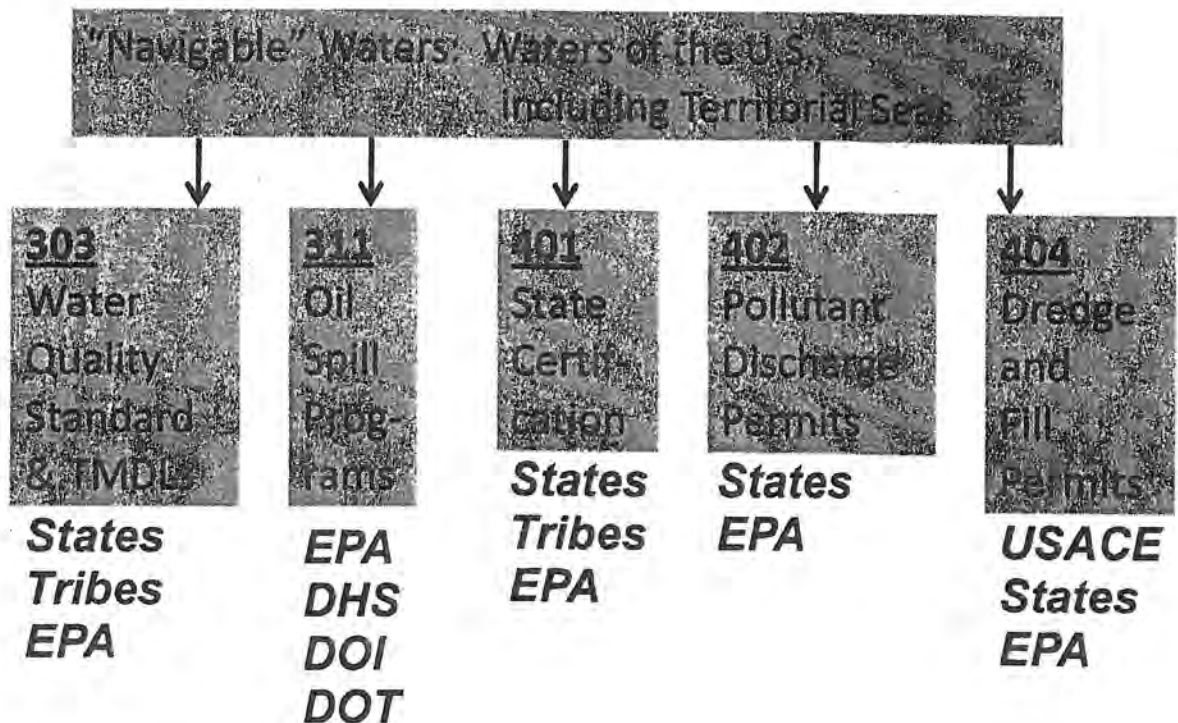 "Navigable" Waters: Waters of the U.S.,
including Territorial Seas
303
Water
Quality
Standard
& TMDLs
States
Tribes
EPA
311
Oil
Spill
Prog-
rams
EPA
DHS
DOI
DOT
401
State
Certif-
cation
States
Tribes
EPA
402
Pollutant
Discharge
Permits
States
EPA
404
Dredge
and
Fill
Permits
USACE
States
EPA